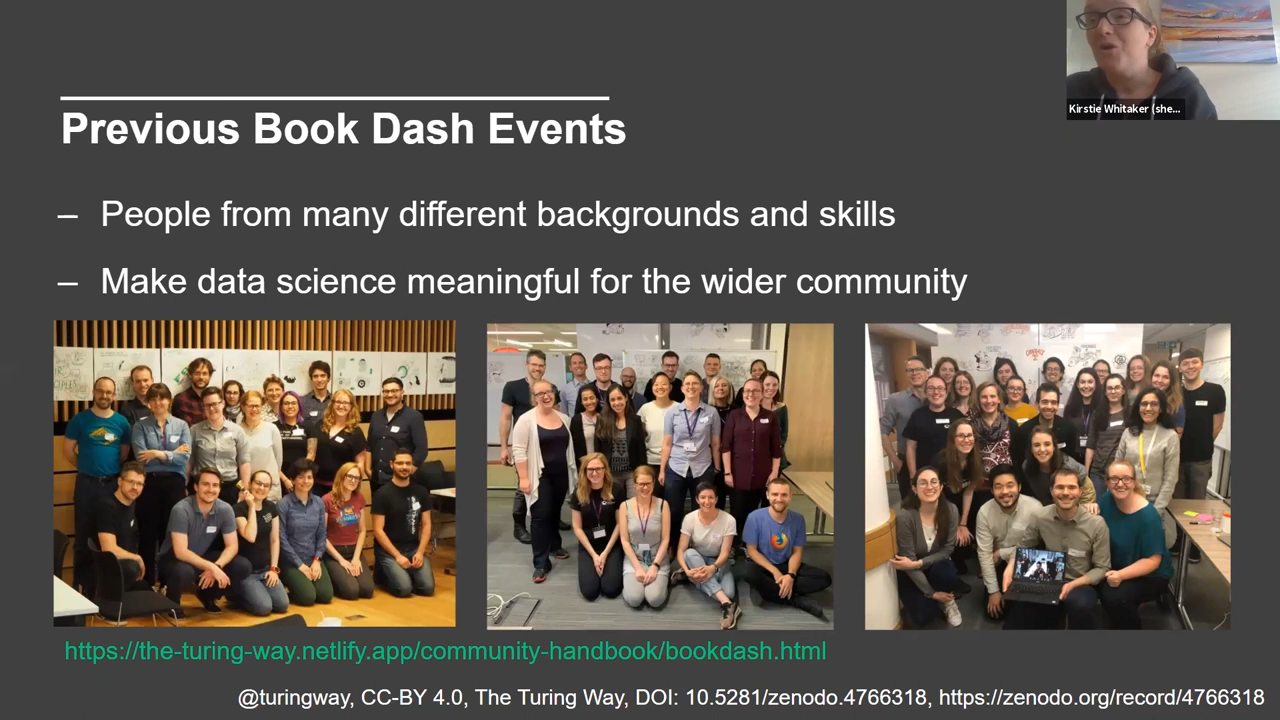 Kirstie Whitaker (she...
Previous Book Dash Events
– People from many different backgrounds and skills
– Make data science meaningful for the wider community
https://the-turing-way.netlify.app/community-handbook/bookdash.html
@turingway, CC-BY 4.0, The Turing Way, DOI: 10.5281/zenodo.4766318, https://zenodo.org/record/4766318